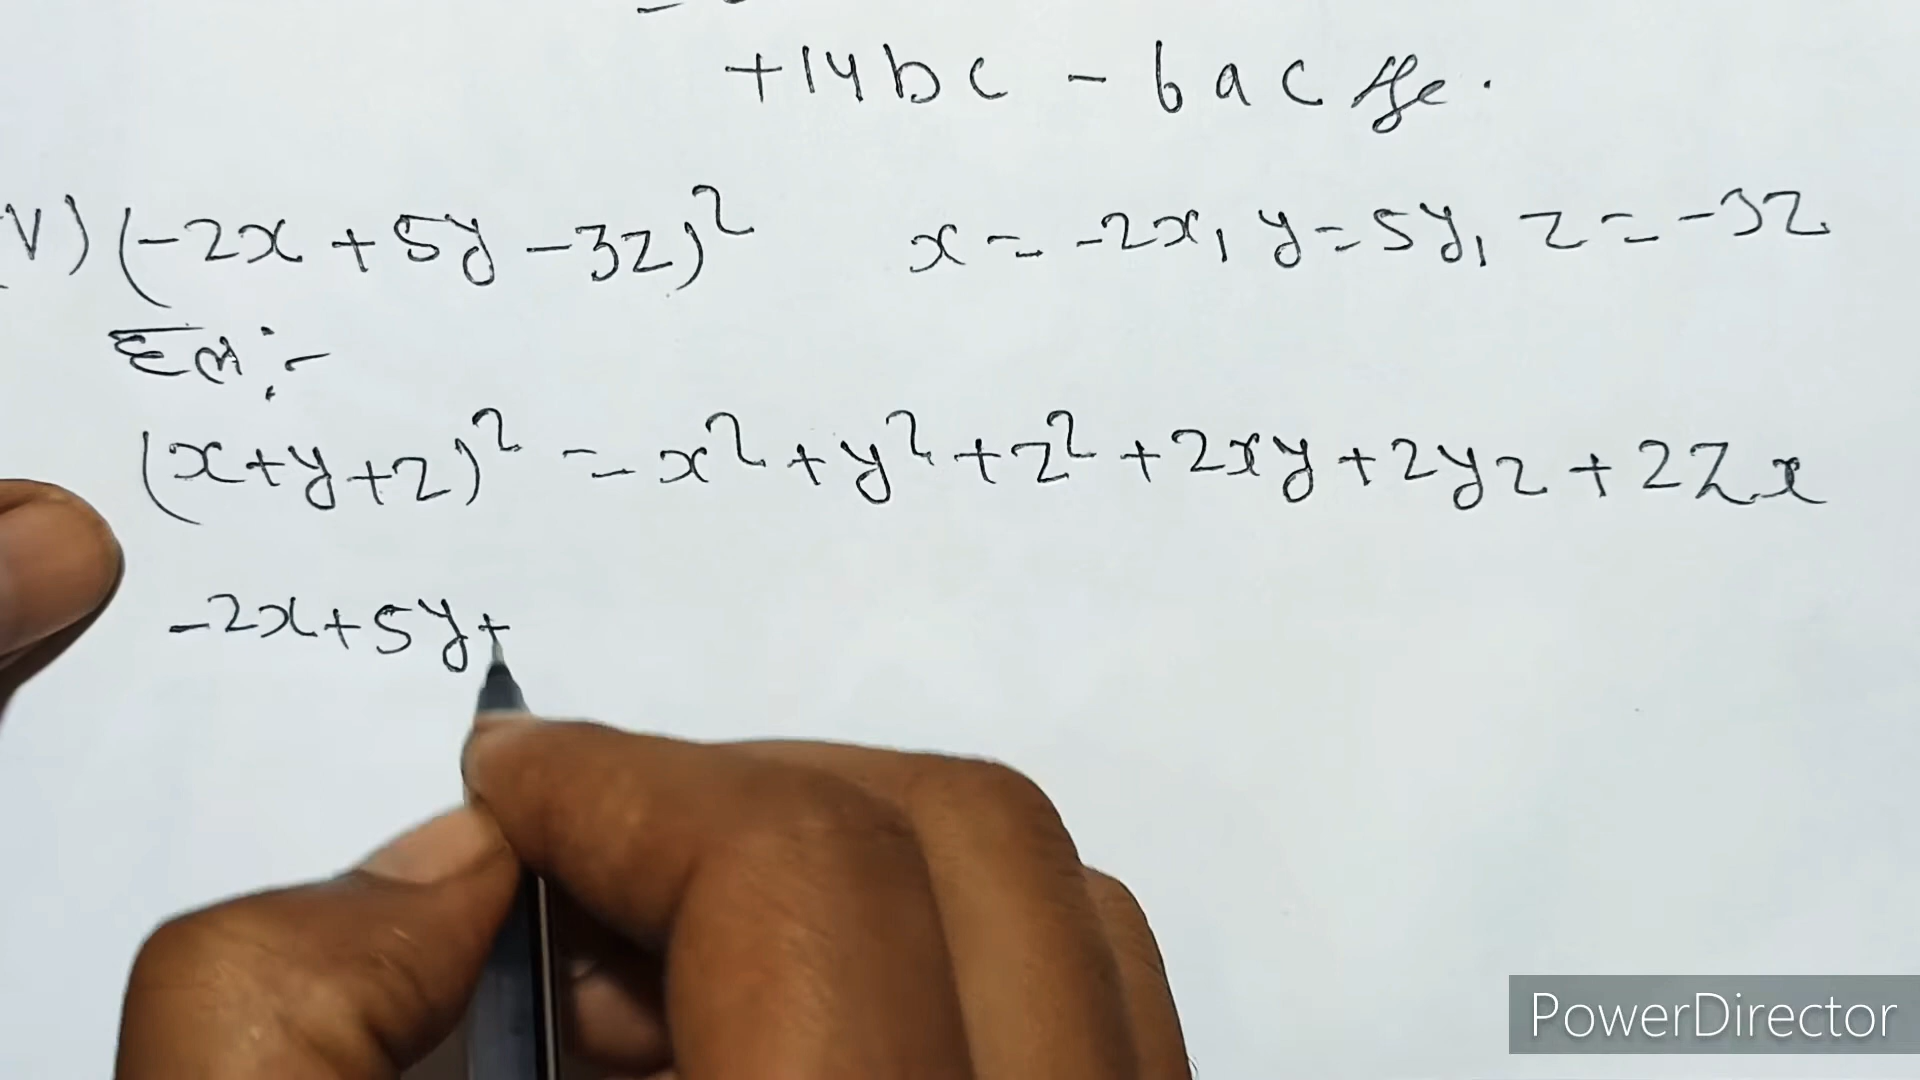 +14bc - 6ac
V) (-2x + 5y - 3z)² x = -2x, y = 5y, z = -3z
हल :-
(x+y+z)² = x² + y² + z² + 2xy + 2yz + 2zx
-2x+5y+
PowerDirector